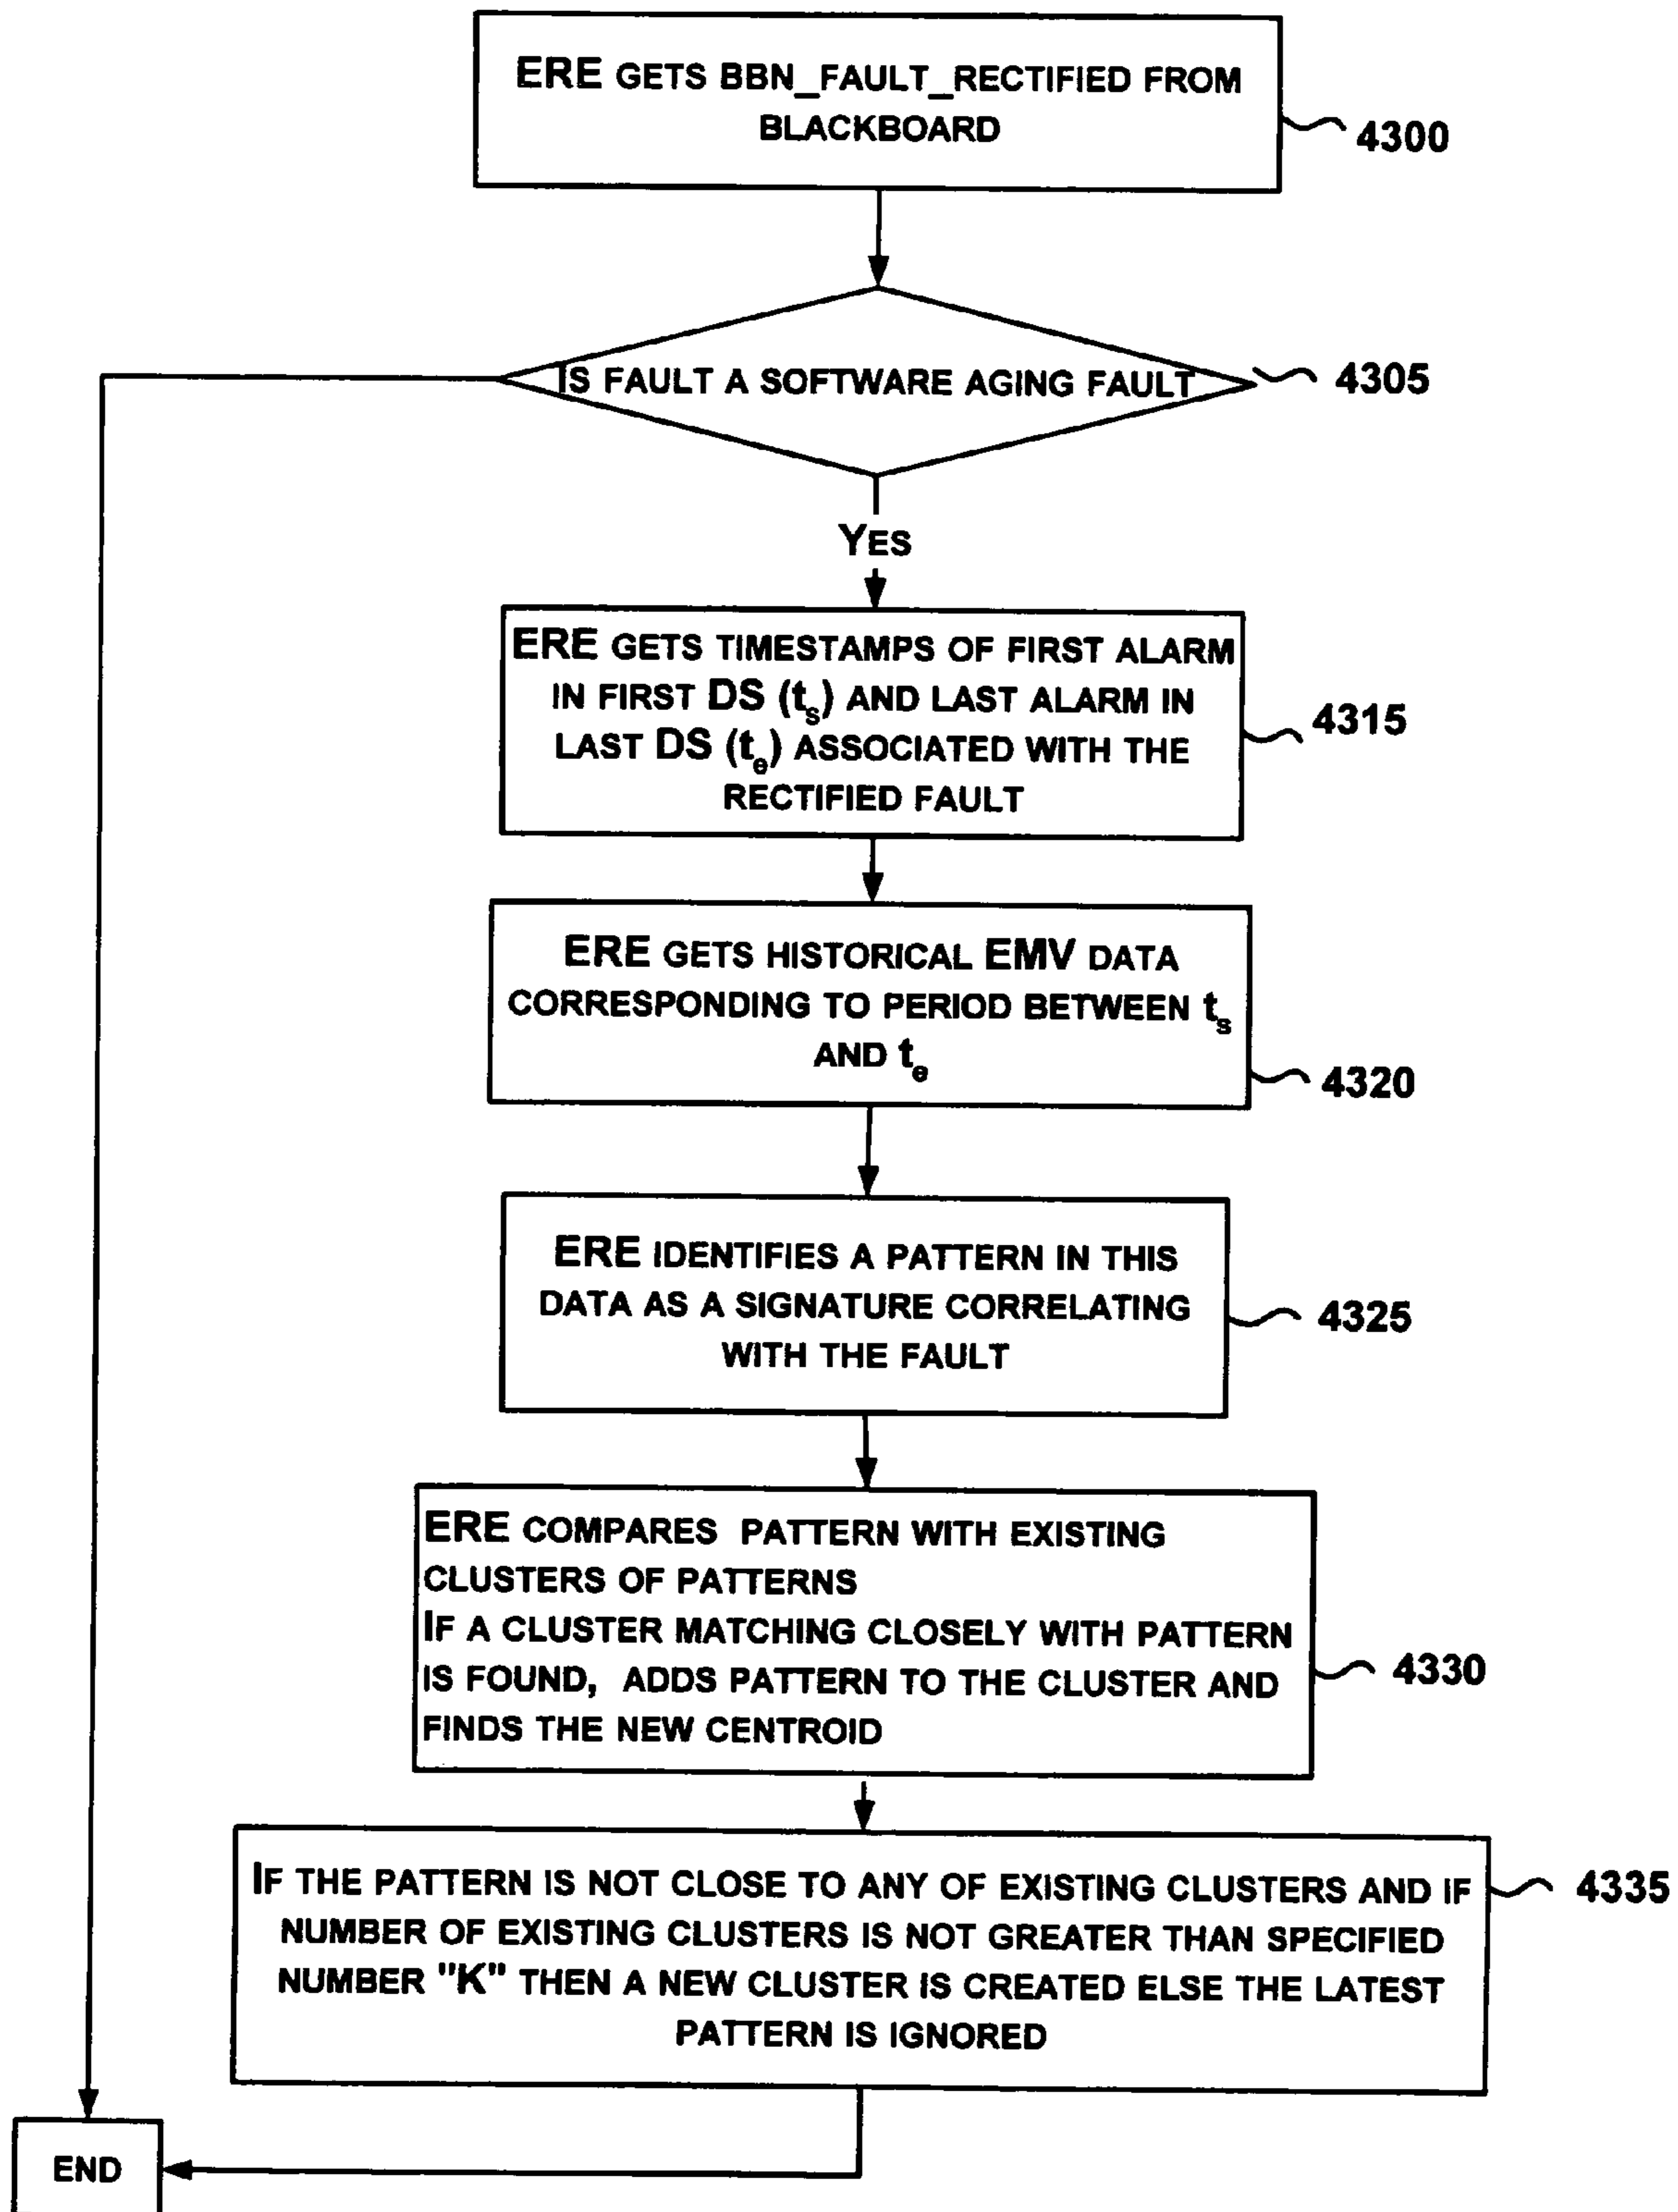 ERE GETS BBN_FAULT_RECTIFIED FROM
BLACKBOARD
4300
IS FAULT A SOFTWARE AGING FAULT
4305
YES
ERE GETS TIMESTAMPS OF FIRST ALARM
IN FIRST DS (ts) AND LAST ALARM IN
LAST DS (te) ASSOCIATED WITH THE
RECTIFIED FAULT
4315
ERE GETS HISTORICAL EMV DATA
CORRESPONDING TO PERIOD BETWEEN ts
AND te
4320
ERE IDENTIFIES A PATTERN IN THIS
DATA AS A SIGNATURE CORRELATING
WITH THE FAULT
4325
ERE COMPARES PATTERN WITH EXISTING
CLUSTERS OF PATTERNS
IF A CLUSTER MATCHING CLOSELY WITH PATTERN
IS FOUND, ADDS PATTERN TO THE CLUSTER AND
FINDS THE NEW CENTROID
4330
IF THE PATTERN IS NOT CLOSE TO ANY OF EXISTING CLUSTERS AND IF
NUMBER OF EXISTING CLUSTERS IS NOT GREATER THAN SPECIFIED
NUMBER "K" THEN A NEW CLUSTER IS CREATED ELSE THE LATEST
PATTERN IS IGNORED
4335
END